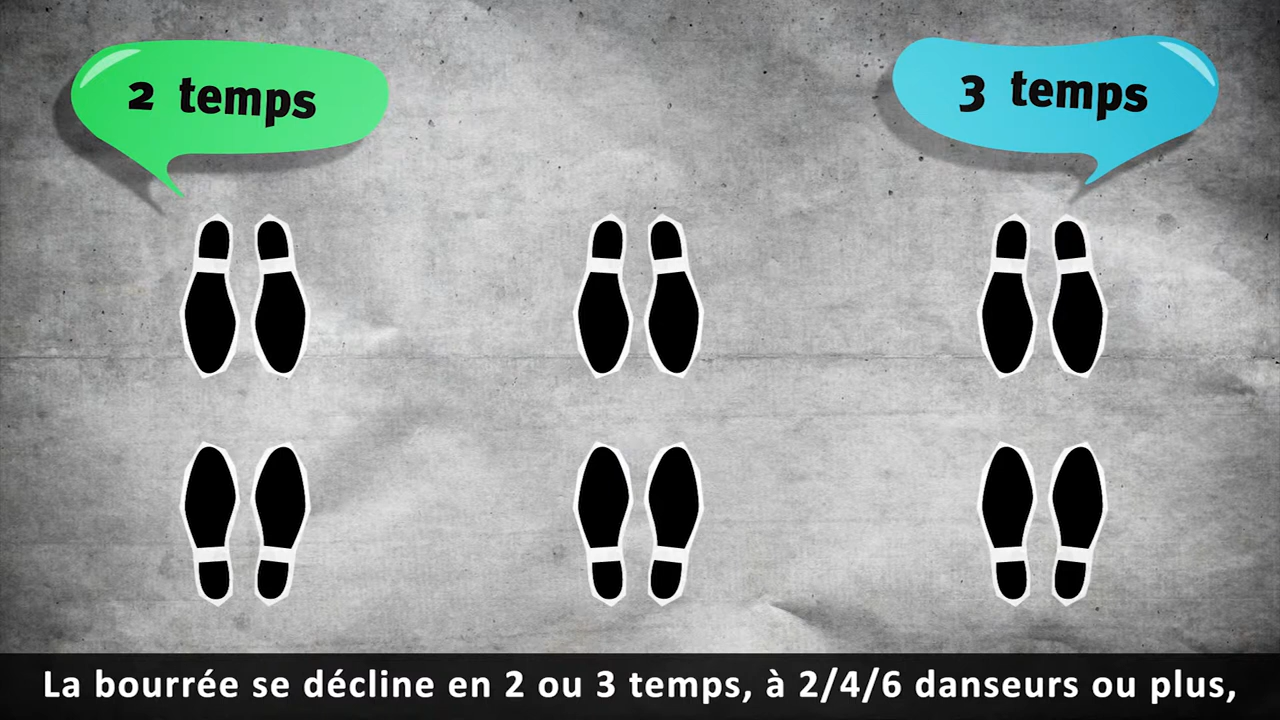 2 temps
3 temps
La bourrée se décline en 2 ou 3 temps, à 2/4/6 danseurs ou plus,